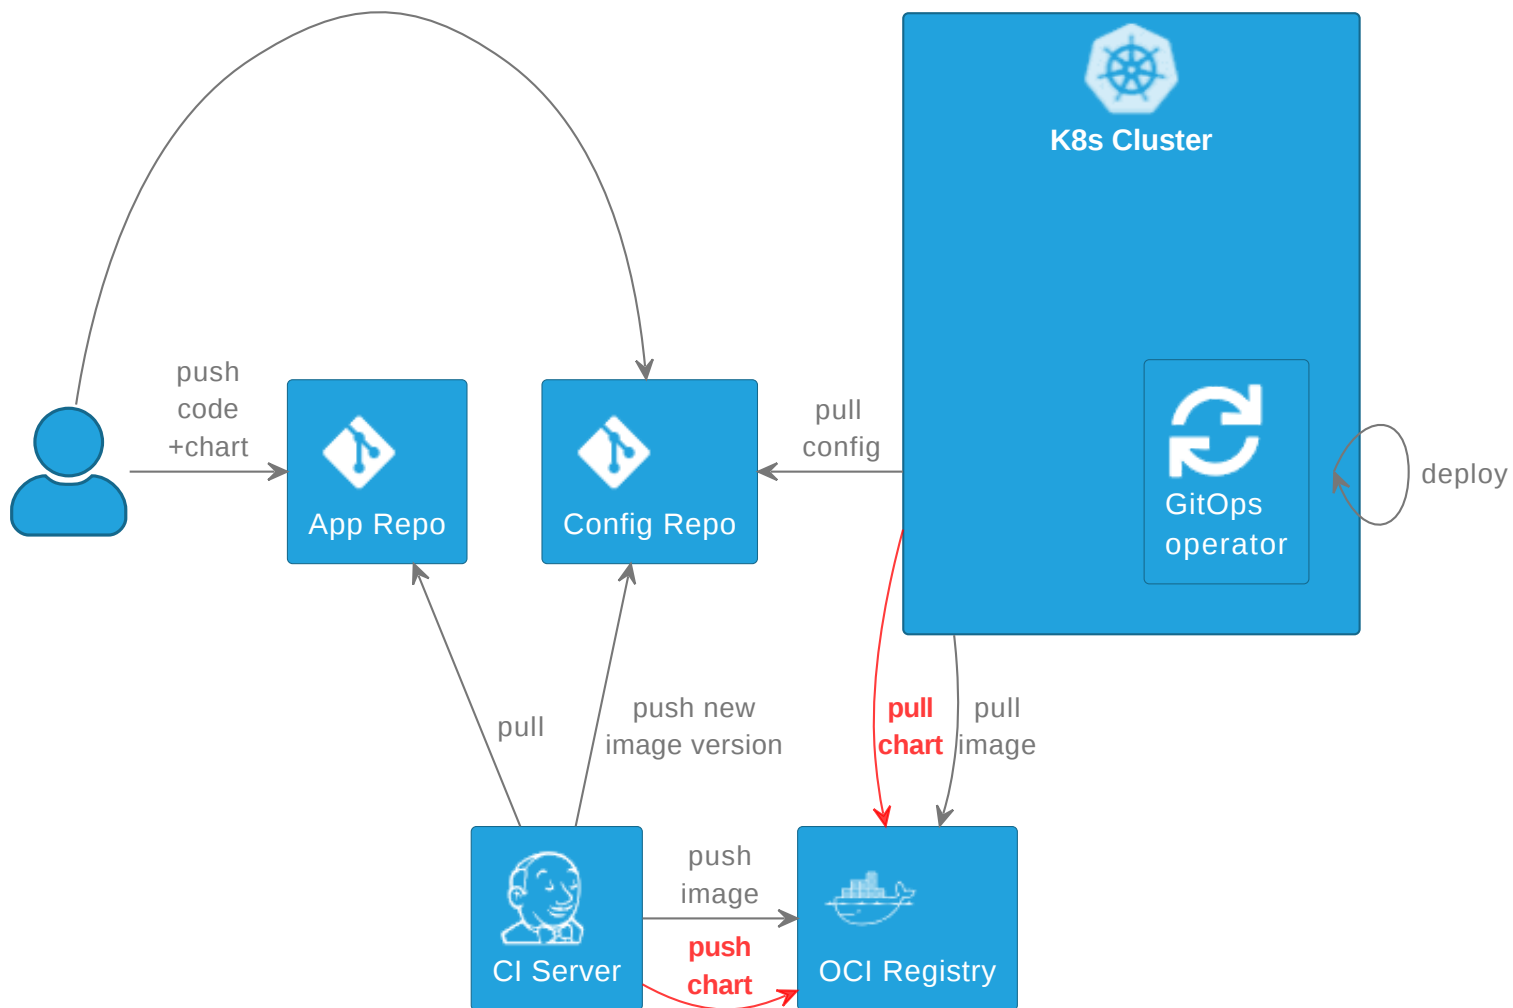 K8s Cluster
push
code
+chart
App Repo
Config Repo
pull
config
GitOps
operator
deploy
pull
push new
image version
pull
chart
pull
image
CI Server
push
image
push
chart
OCI Registry